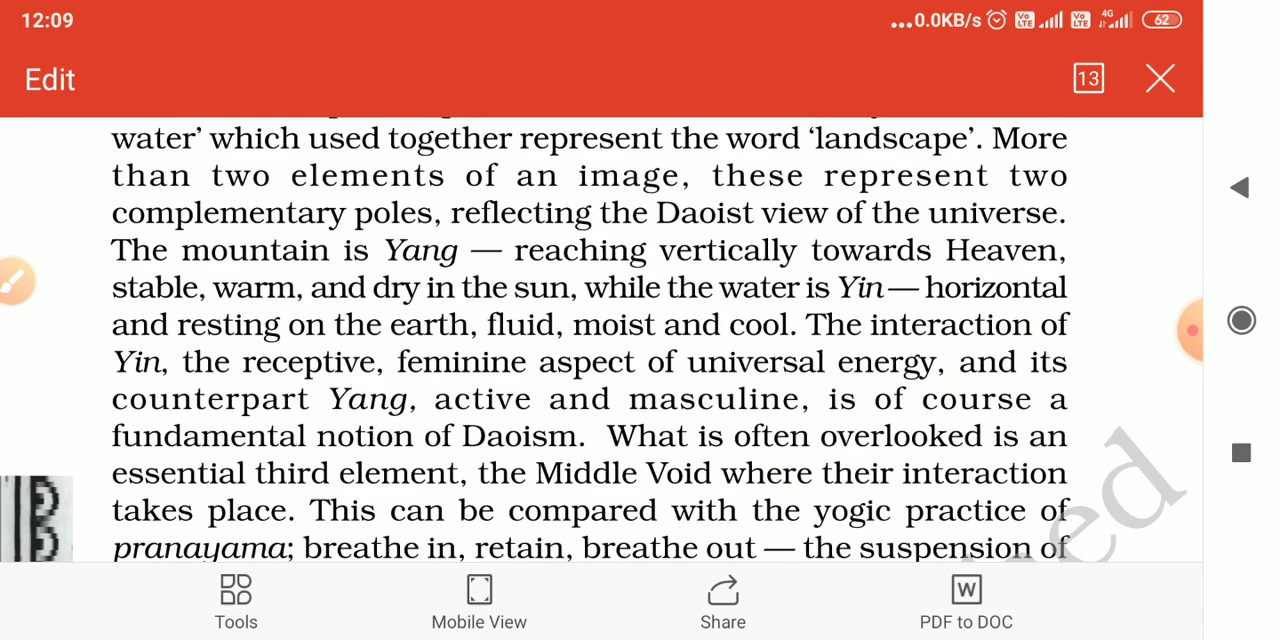 12:09
...0.0KB/s Vo LTE Vo LTE 4G 62
Edit
13
water’ which used together represent the word ‘landscape’. More
than two elements of an image, these represent two
complementary poles, reflecting the Daoist view of the universe.
The mountain is Yang — reaching vertically towards Heaven,
stable, warm, and dry in the sun, while the water is Yin— horizontal
and resting on the earth, fluid, moist and cool. The interaction of
Yin, the receptive, feminine aspect of universal energy, and its
counterpart Yang, active and masculine, is of course a
fundamental notion of Daoism. What is often overlooked is an
essential third element, the Middle Void where their interaction
takes place. This can be compared with the yogic practice of
pranayama; breathe in, retain, breathe out — the suspension of
Tools
Mobile View
Share
W
PDF to DOC